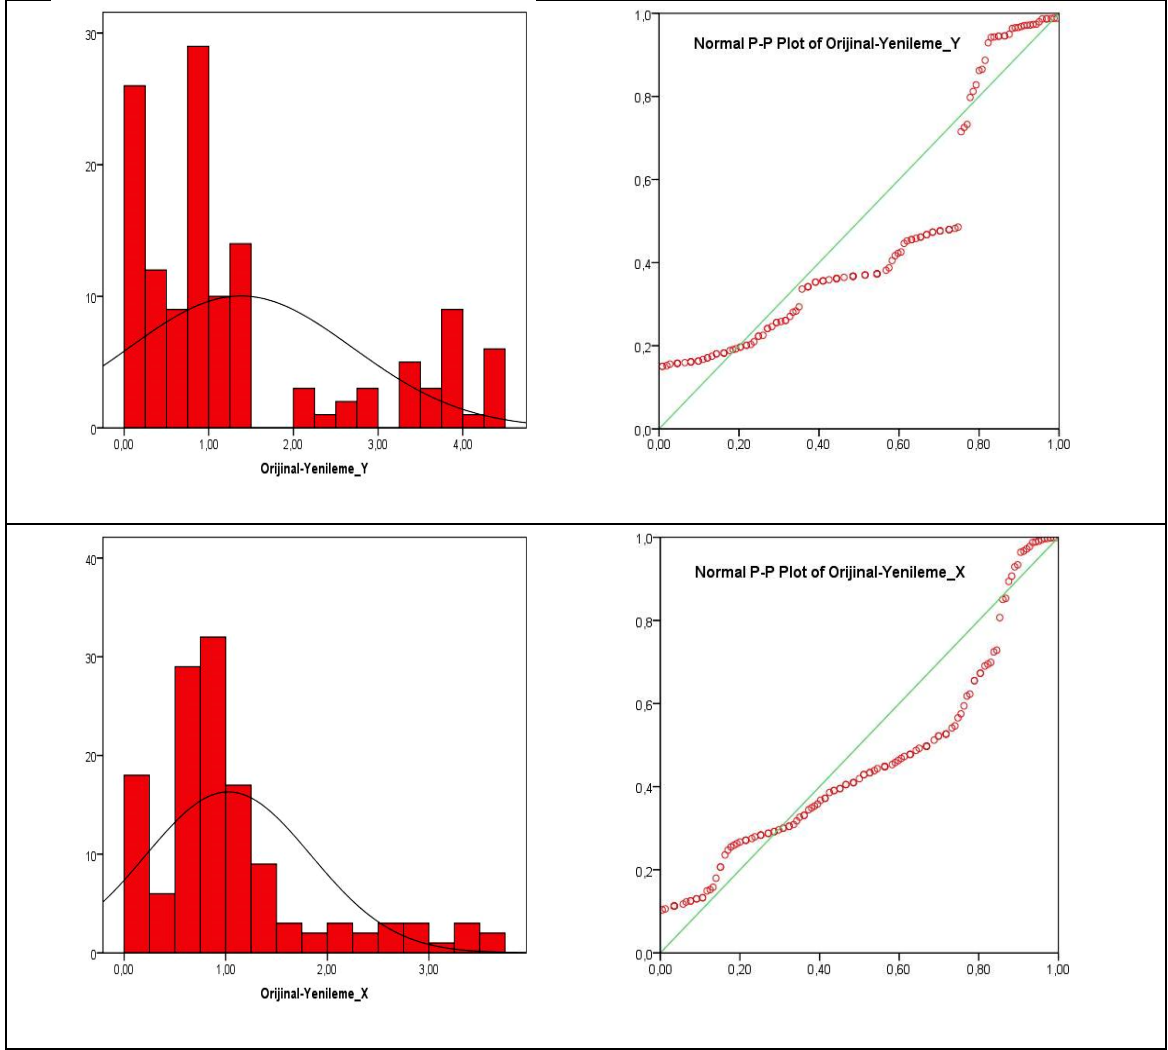 30
20
10
0
0,00 1,00 2,00 3,00 4,00
Orijinal-Yenileme_Y
Normal P-P Plot of Orijinal-Yenileme_Y
1,0
0,8
0,6
0,4
0,2
0,0
0,00 0,20 0,40 0,60 0,80 1,00
40
30
20
10
0
0,00 1,00 2,00 3,00
Orijinal-Yenileme_X
Normal P-P Plot of Orijinal-Yenileme_X
1,0
0,8
0,6
0,4
0,2
0,0
0,00 0,20 0,40 0,60 0,80 1,00